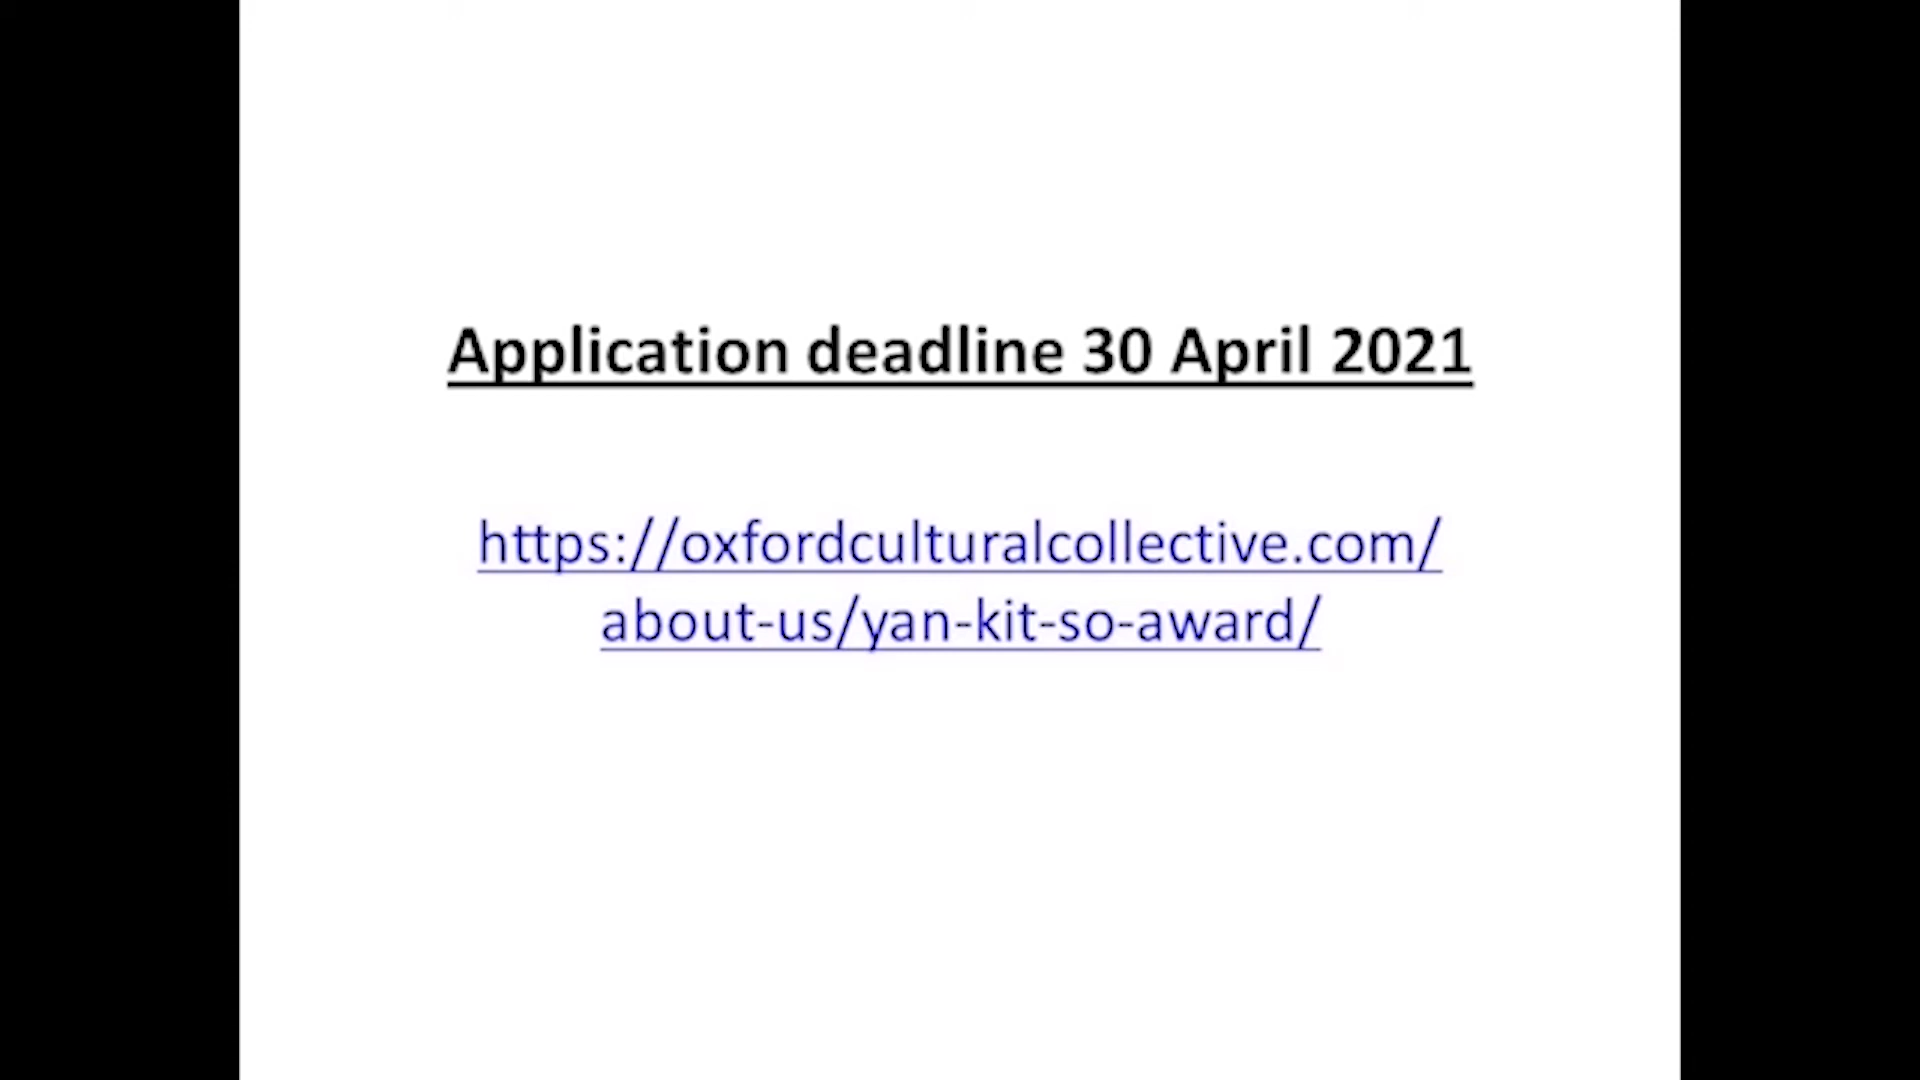 Application deadline 30 April 2021
https://oxfordculturalcollective.com/
about-us/yan-kit-so-award/